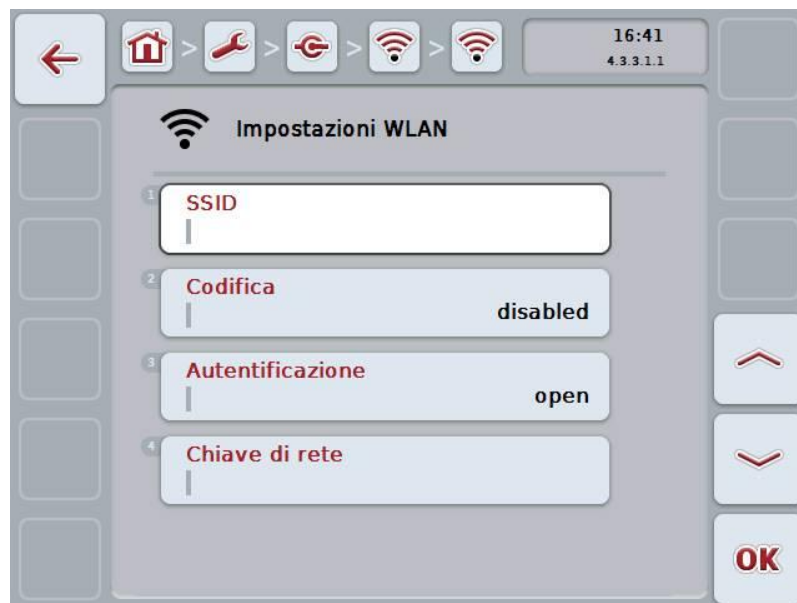 > > > >
16:41
4.3.3.1.1
Impostazioni WLAN
1
SSID
2
Codifica
disabled
3
Autentificazione
open
4
Chiave di rete
OK